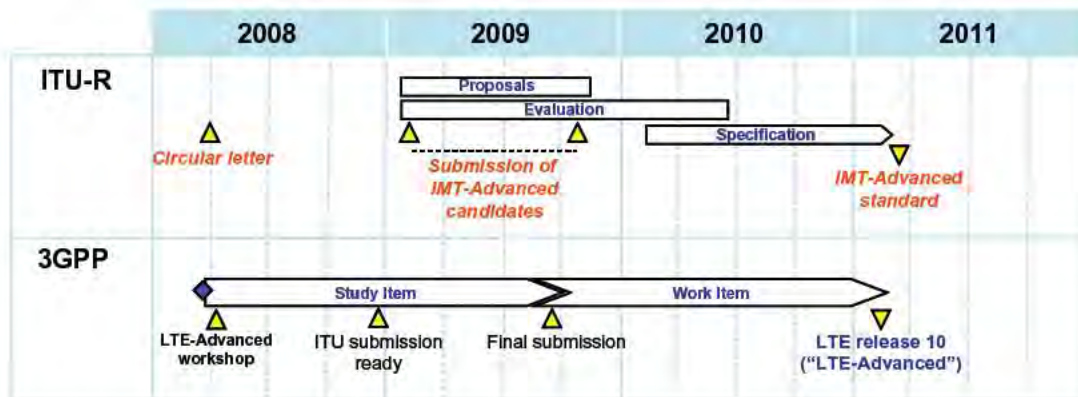 2008 2009 2010 2011
ITU-R
Proposals
Evaluation
Specification
Circular letter
Submission of
IMT-Advanced
candidates
IMT-Advanced
standard
3GPP
Study Item
Work Item
LTE-Advanced
workshop
ITU submission
ready
Final submission
LTE release 10
(“LTE-Advanced”)